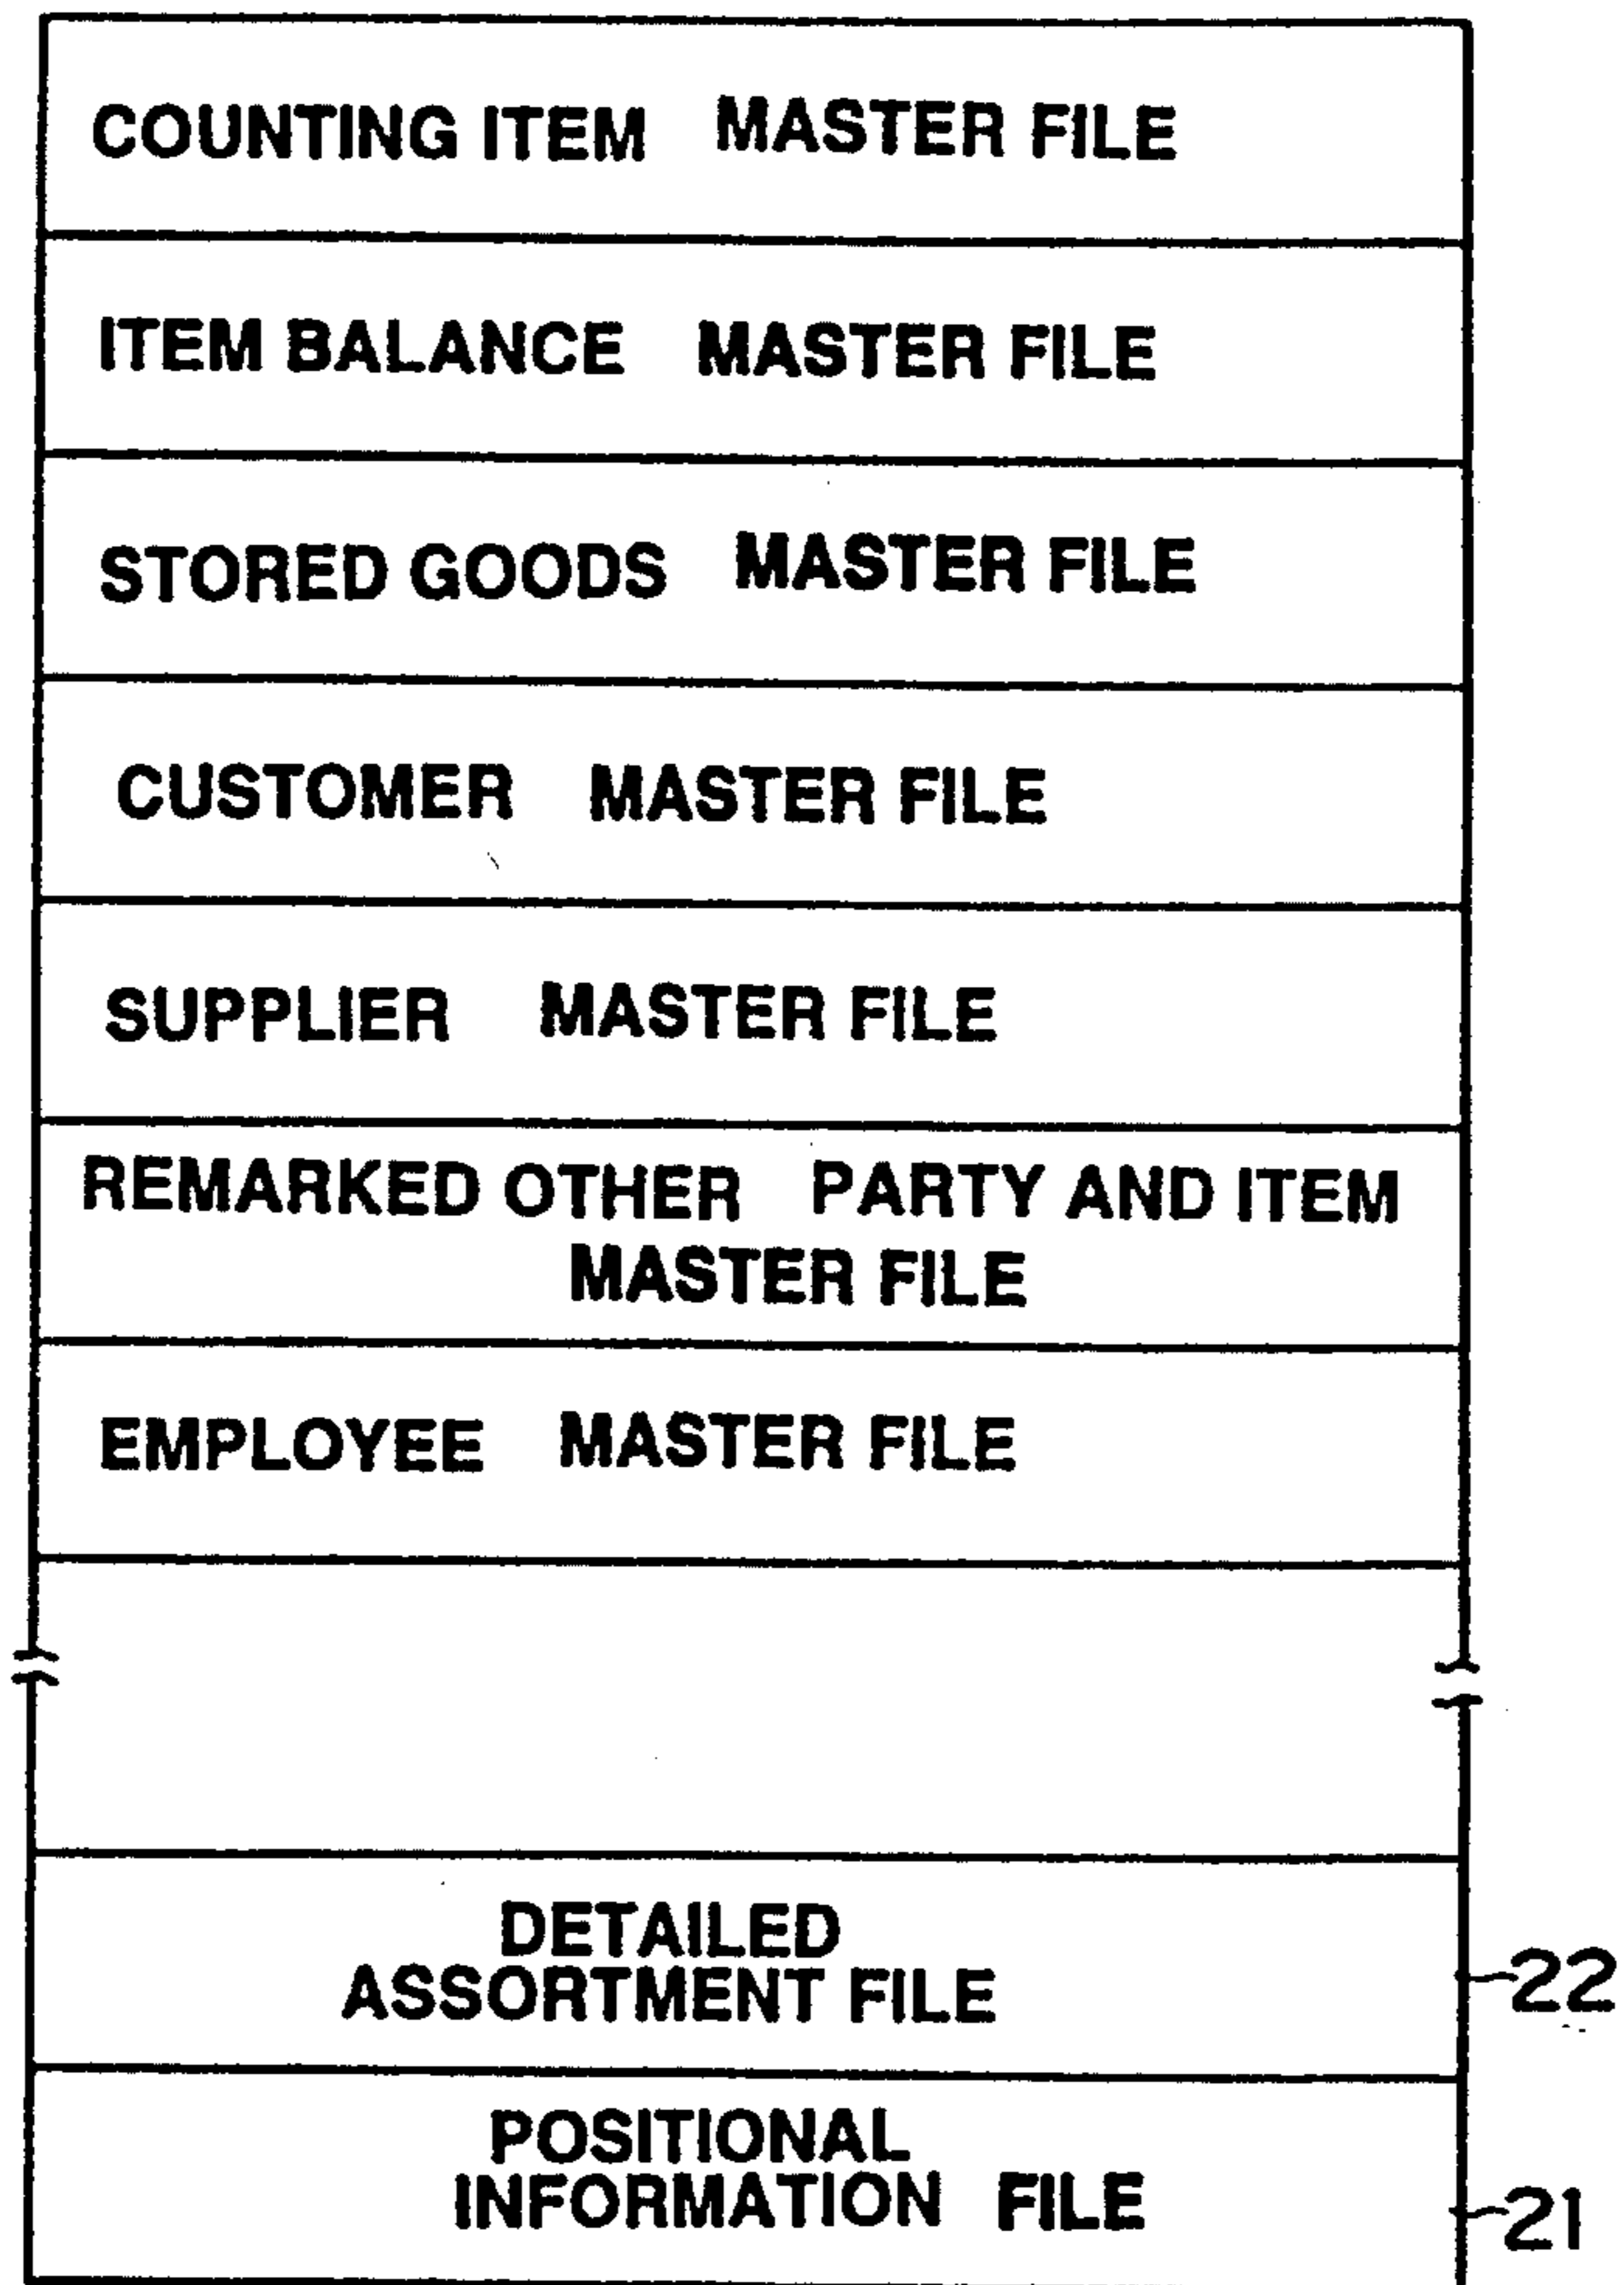 COUNTING ITEM MASTER FILE
ITEM BALANCE MASTER FILE
STORED GOODS MASTER FILE
CUSTOMER MASTER FILE
SUPPLIER MASTER FILE
REMARKED OTHER PARTY AND ITEM
MASTER FILE
EMPLOYEE MASTER FILE
DETAILED
ASSORTMENT FILE
22
POSITIONAL
INFORMATION FILE
21